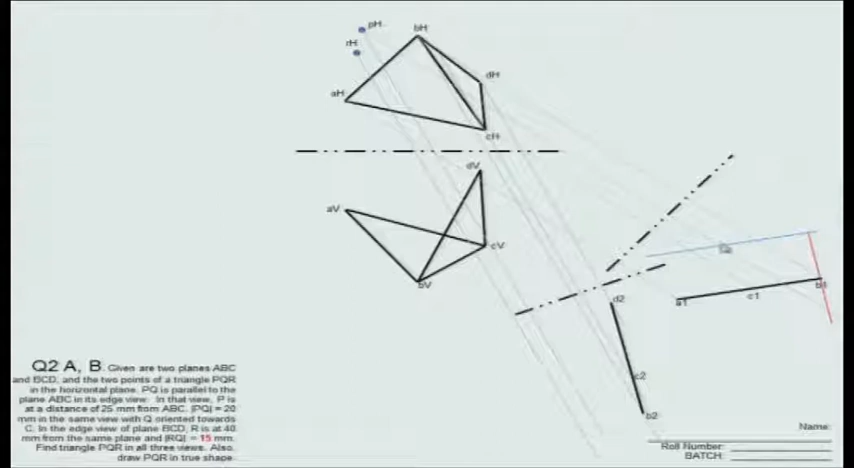 pH
bH
rH
dH
aH
cH
dV
aV
cV
bV
d2
a1
c1
b1
c2
b2
Q2 A, B. Given are two planes ABC
and BCD, and the two points of a triangle PQR
in the horizontal plane. PQ is parallel to the
plane ABC in its edge view. In that view, P is
at a distance of 25 mm from ABC. |PQ| = 20
mm in the same view with Q oriented towards
C. In the edge view of plane BCD, R is at 40
mm from the same plane and |RQ| = 15 mm.
Find triangle PQR in all three views. Also,
draw PQR in true shape.
Name:
Roll Number:
BATCH: